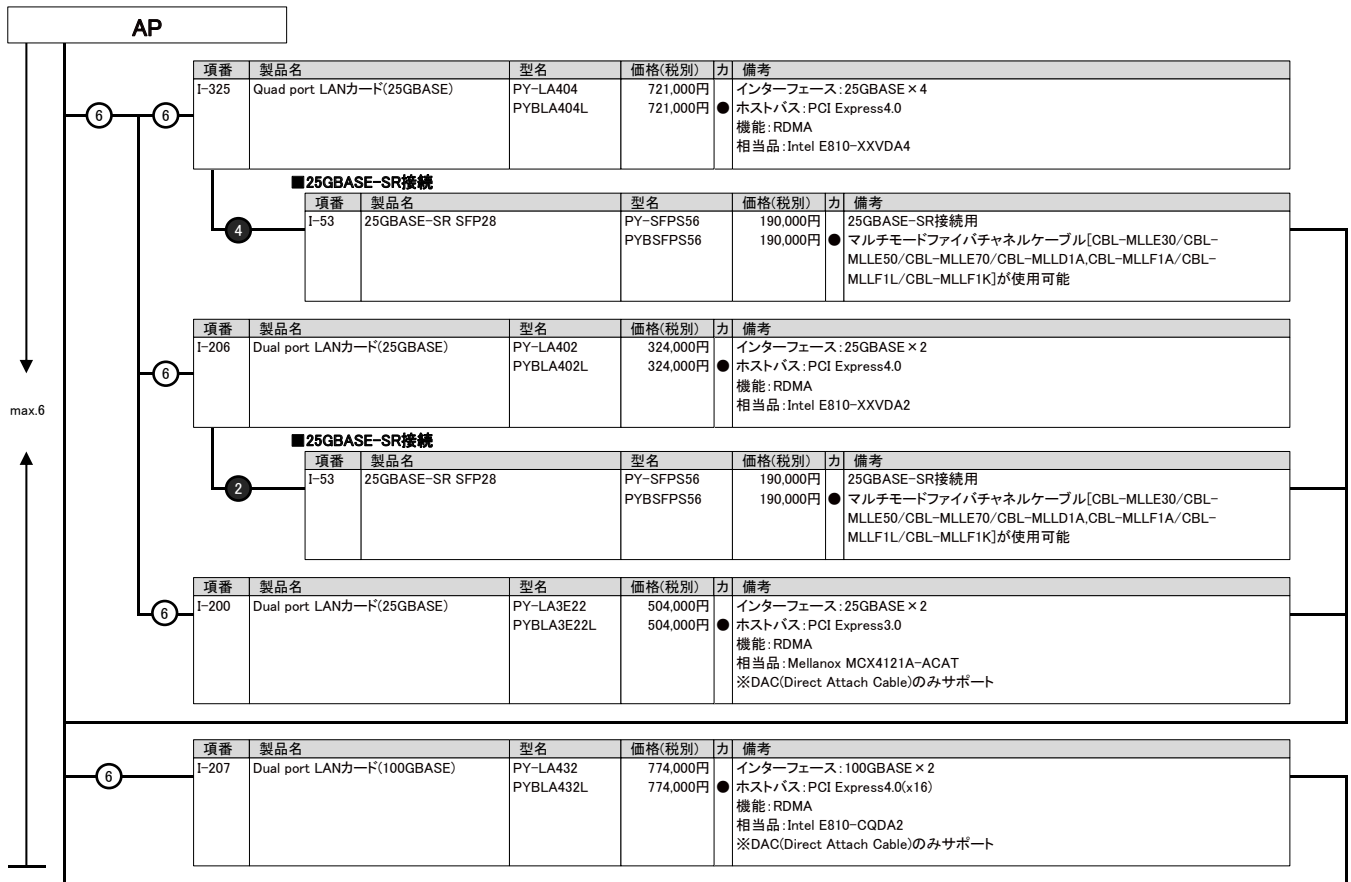 AP
項番 製品名 型名 価格(税別) カ 備考
I-325 Quad port LANカード(25GBASE) PY-LA404 721,000円 インターフェース:25GBASE×4
6 6 PYBLA404L 721,000円 ● ホストバス:PCI Express4.0
機能:RDMA
相当品:Intel E810-XXVDA4
■25GBASE-SR接続
項番 製品名 型名 価格(税別) カ 備考
4 I-53 25GBASE-SR SFP28 PY-SFPS56 190,000円 25GBASE-SR接続用
PYBSFPS56 190,000円 ● マルチモードファイバチャネルケーブル[CBL-MLLE30/CBL-
MLLE50/CBL-MLLE70/CBL-MLLD1A,CBL-MLLF1A/CBL-
MLLF1L/CBL-MLLF1K]が使用可能
項番 製品名 型名 価格(税別) カ 備考
I-206 Dual port LANカード(25GBASE) PY-LA402 324,000円 インターフェース:25GBASE×2
6 PYBLA402L 324,000円 ● ホストバス:PCI Express4.0
機能:RDMA
max.6 相当品:Intel E810-XXVDA2
■25GBASE-SR接続
項番 製品名 型名 価格(税別) カ 備考
2 I-53 25GBASE-SR SFP28 PY-SFPS56 190,000円 25GBASE-SR接続用
PYBSFPS56 190,000円 ● マルチモードファイバチャネルケーブル[CBL-MLLE30/CBL-
MLLE50/CBL-MLLE70/CBL-MLLD1A,CBL-MLLF1A/CBL-
MLLF1L/CBL-MLLF1K]が使用可能
項番 製品名 型名 価格(税別) カ 備考
I-200 Dual port LANカード(25GBASE) PY-LA3E22 504,000円 インターフェース:25GBASE×2
6 PYBLA3E22L 504,000円 ● ホストバス:PCI Express3.0
機能:RDMA
相当品:Mellanox MCX4121A-ACAT
※DAC(Direct Attach Cable)のみサポート
項番 製品名 型名 価格(税別) カ 備考
I-207 Dual port LANカード(100GBASE) PY-LA432 774,000円 インターフェース:100GBASE×2
6 PYBLA432L 774,000円 ● ホストバス:PCI Express4.0(x16)
機能:RDMA
相当品:Intel E810-CQDA2
※DAC(Direct Attach Cable)のみサポート